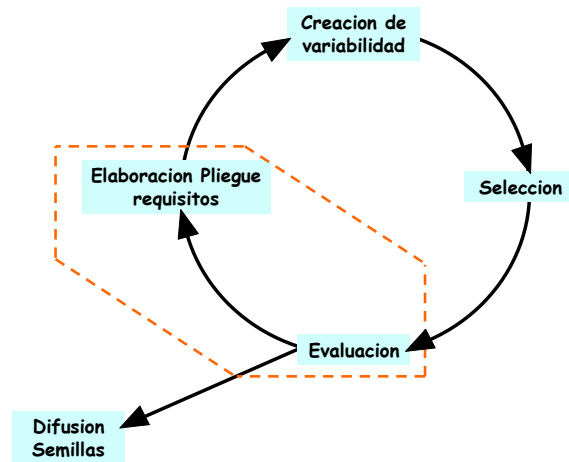 Creacion de
variabilidad
Elaboracion Pliegue
requisitos
Seleccion
Evaluacion
Difusion
Semillas